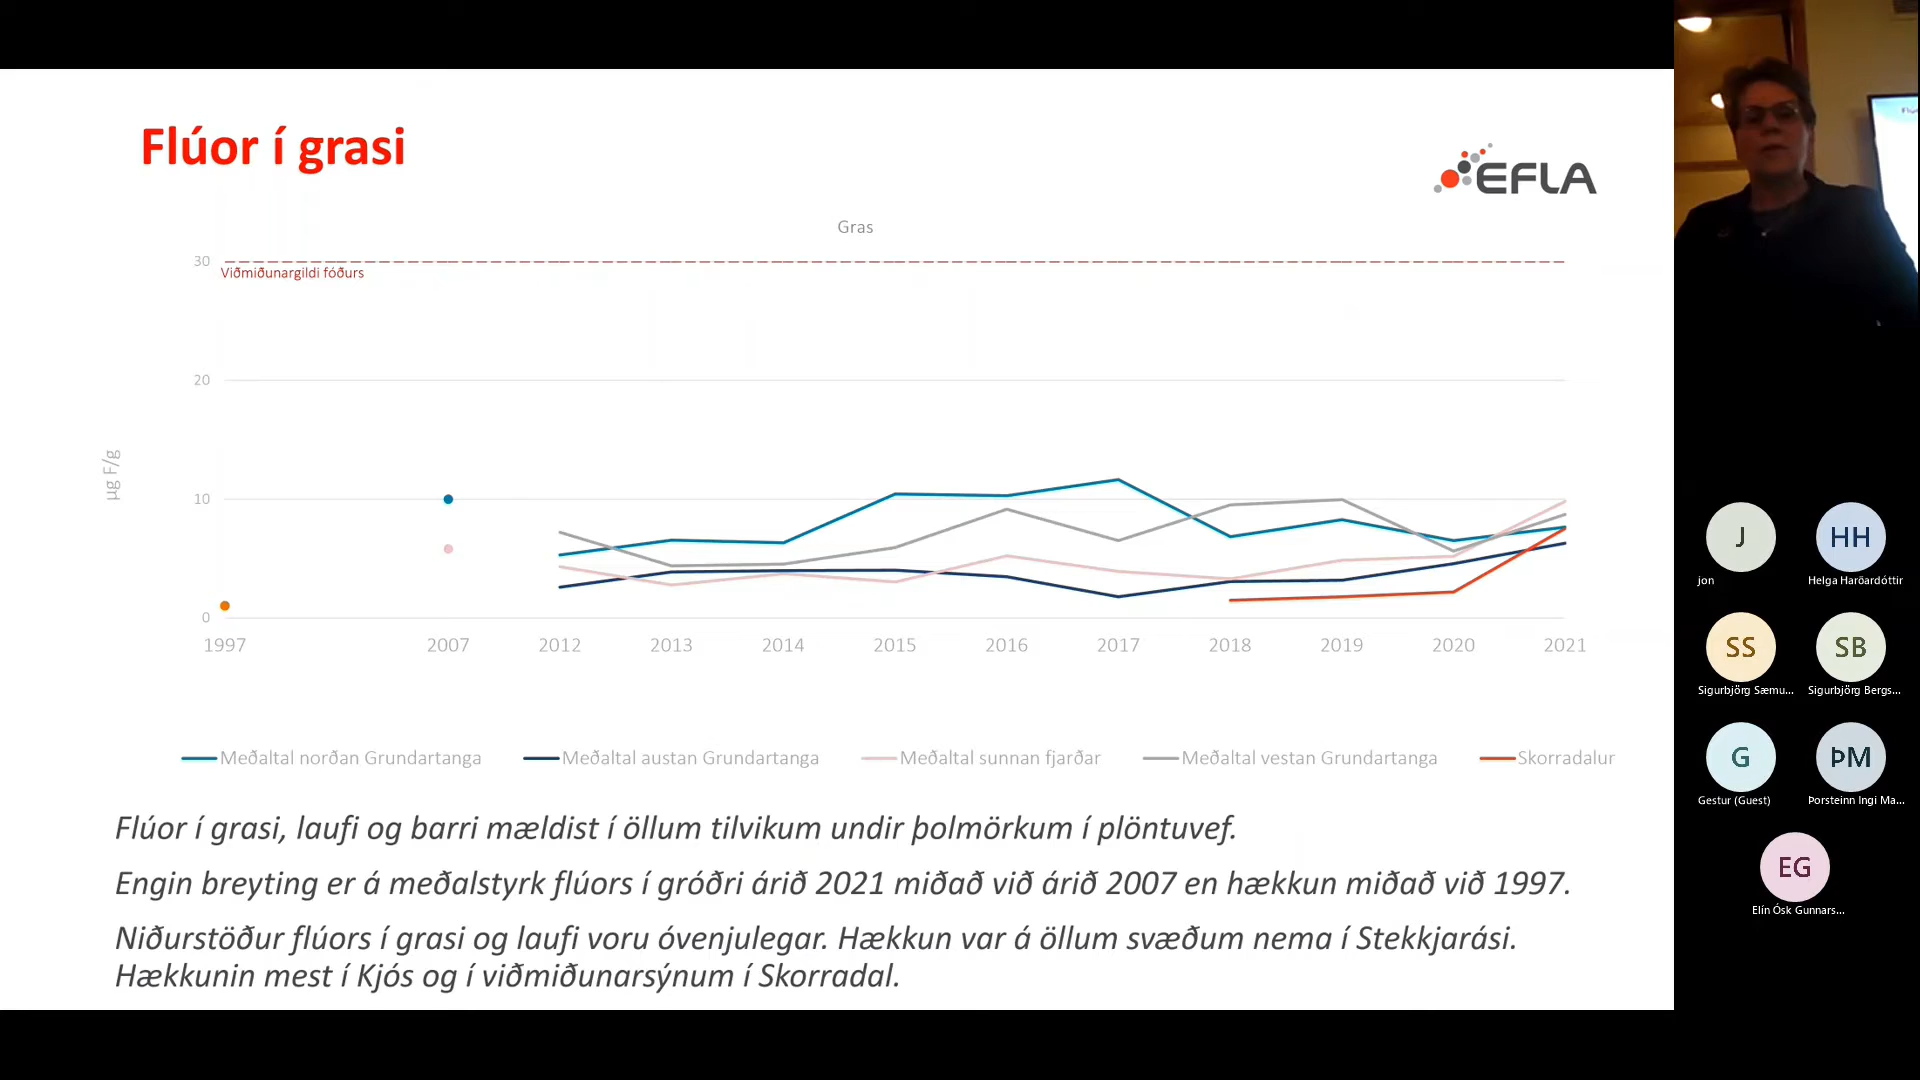 Flúor í grasi
EFLA
Gras
30
Viðmiðunargildi fóðurs
20
µg F/g
10
0
1997 2007 2012 2013 2014 2015 2016 2017 2018 2019 2020 2021
Meðaltal norðan Grundartanga Meðaltal austan Grundartanga Meðaltal sunnan fjarðar Meðaltal vestan Grundartanga Skorradalur
Flúor í grasi, laufi og barri mældist í öllum tilvikum undir þolmörkum í plöntuvef.
Engin breyting er á meðalstyrk flúors í gróðri árið 2021 miðað við árið 2007 en hækkun miðað við 1997.
Niðurstöður flúors í grasi og laufi voru óvenjulegar. Hækkun var á öllum svæðum nema í Stekkjarási.
Hækkunin mest í Kjós og í viðmiðunarsýnum í Skorradal.
J HH
jon Helga Harðardóttir
SS SB
Sigurbjörg Sæmu... Sigurbjörg Bergs...
G ÞM
Gestur (Guest) Þorsteinn Ingi Ma...
EG
Elín Ósk Gunnars...